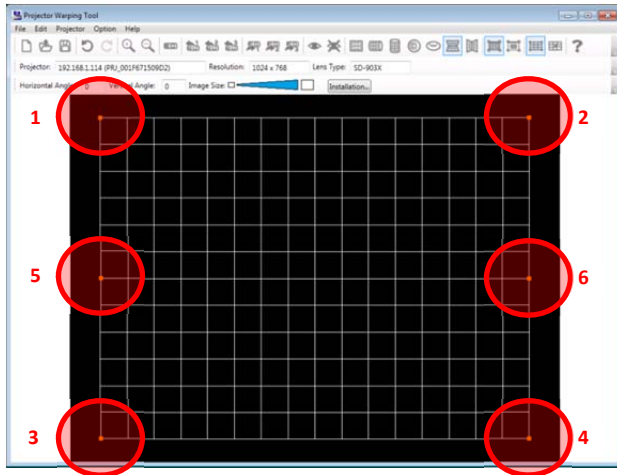 Projector Warping Tool
File Edit Projector Option Help
Projector: 192.168.1.114 (PRJ_001F671509D2) Resolution: 1024 x 768 Lens Type: SD-903X
Horizontal Angle: 0 Vertical Angle: 0 Image Size: Installation...
1 2
5 6
3 4